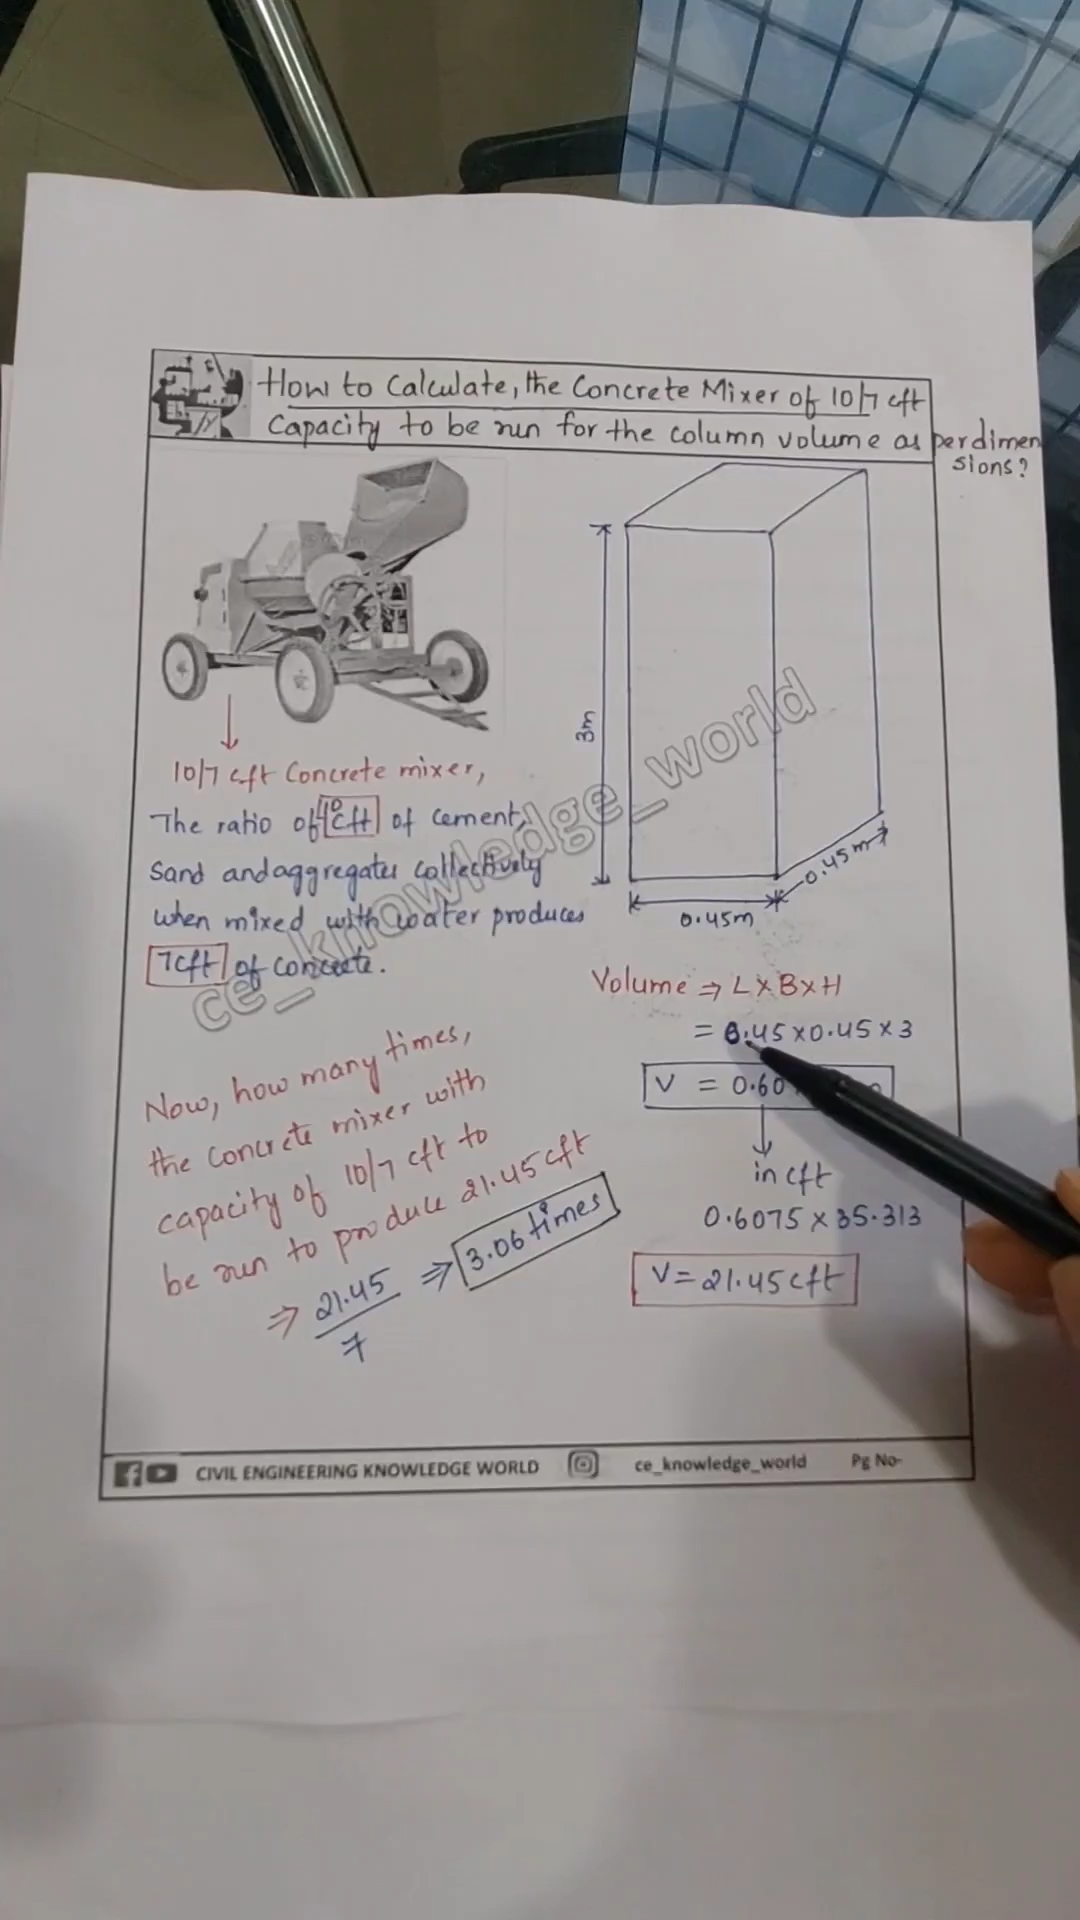 How to Calculate, the Concrete Mixer of 10/7 cft
Capacity to be run for the column volume as per dimen
sions?
3m
0.45m
0.45m
10/7 cft Concrete mixer,
The ratio of 10 cft of cement,
Sand and aggregates collectively
when mixed with water produces
7 cft of concrete.
ce_knowledge_world
Volume ⇒ L×B×H
= 0.45×0.45×3
V = 0.60
in cft
0.6075 × 35.313
V = 21.45 cft
Now, how many times,
the concrete mixer with
capacity of 10/7 cft to
be run to produce 21.45 cft
⇒ 21.45 ⇒ 3.06 times
7
CIVIL ENGINEERING KNOWLEDGE WORLD ce_knowledge_world Pg No-